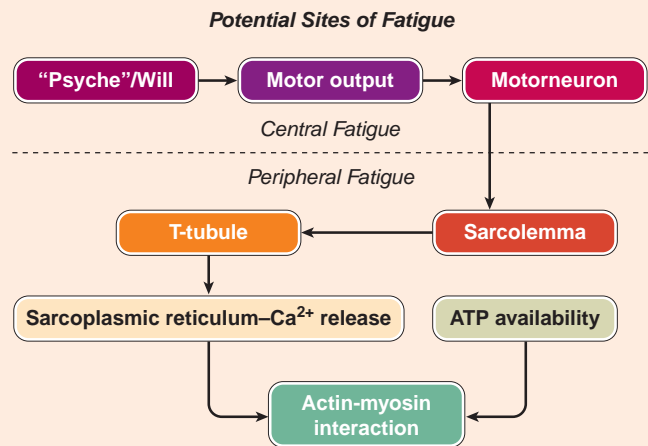 Potential Sites of Fatigue
“Psyche”/Will
Motor output
Motorneuron
Central Fatigue
Peripheral Fatigue
T-tubule
Sarcolemma
Sarcoplasmic reticulum–Ca²⁺ release
ATP availability
Actin-myosin
interaction